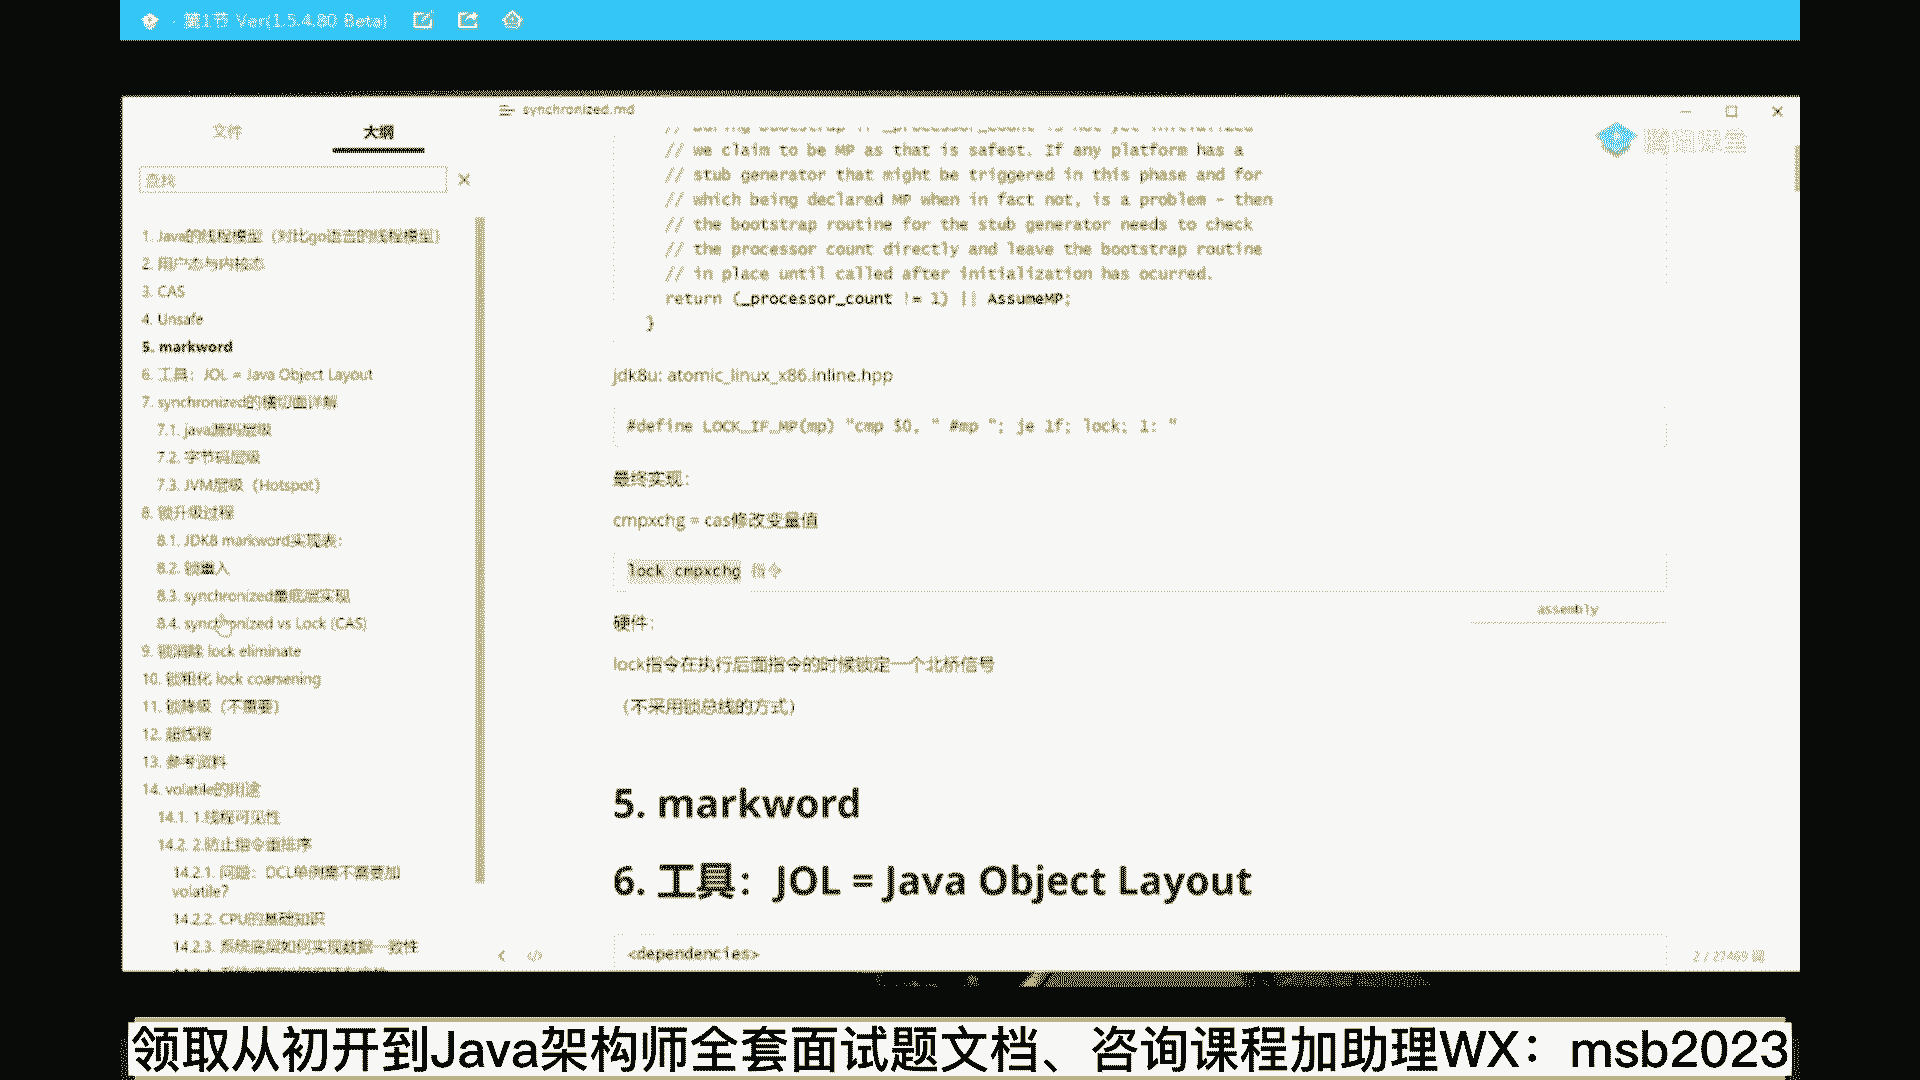 第1节 Ver(1.5.4.80 Beta)
synchronized.md
文件
大纲
查找
1. Java的线程模型（对比go语言的线程模型）
2. 用户态与内核态
3. CAS
4. Unsafe
5. markword
6. 工具：JOL = Java Object Layout
7. synchronized的横切面详解
7.1. java源码层级
7.2. 字节码层级
7.3. JVM层级（Hotspot）
8. 锁升级过程
8.1. JDK8 markword实现表：
8.2. 锁重入
8.3. synchronized最底层实现
8.4. synchronized vs Lock (CAS)
9. 锁消除 lock eliminate
10. 锁粗化 lock coarsening
11. 锁降级（不重要）
12. 超线程
13. 参考资料
14. volatile的用途
14.1. 1.线程可见性
14.2. 2.防止指令重排序
14.2.1. 问题：DCL单例需不需要加
volatile?
14.2.2. CPU的基础知识
14.2.3. 系统底层如何实现数据一致性
腾讯课堂
// during bootstrap if _processor_count is not yet initialized
// we claim to be MP as that is safest. If any platform has a
// stub generator that might be triggered in this phase and for
// which being declared MP when in fact not, is a problem - then
// the bootstrap routine for the stub generator needs to check
// the processor count directly and leave the bootstrap routine
// in place until called after initialization has ocurred.
return (_processor_count != 1) || AssumeMP;
}
jdk8u: atomic_linux_x86.inline.hpp
#define LOCK_IF_MP(mp) "cmp $0, " #mp "; je 1f; lock; 1: "
最终实现：
cmpxchg = cas修改变量值
lock cmpxchg 指令
assembly
硬件：
lock指令在执行后面指令的时候锁定一个北桥信号
（不采用锁总线的方式）
5. markword
6. 工具：JOL = Java Object Layout
<dependencies>
2 / 27469 词
领取从初开到Java架构师全套面试题文档、咨询课程加助理WX：msb2023